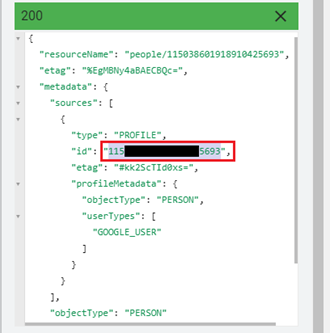 200
{
"resourceName": "people/115038601918910425693",
"etag": "%EgMBNy4aBAECBQc=",
"metadata": {
"sources": [
{
"type": "PROFILE",
"id": "115 5693",
"etag": "#kk2ScTId0xs=",
"profileMetadata": {
"objectType": "PERSON",
"userTypes": [
"GOOGLE_USER"
]
}
}
],
"objectType": "PERSON"